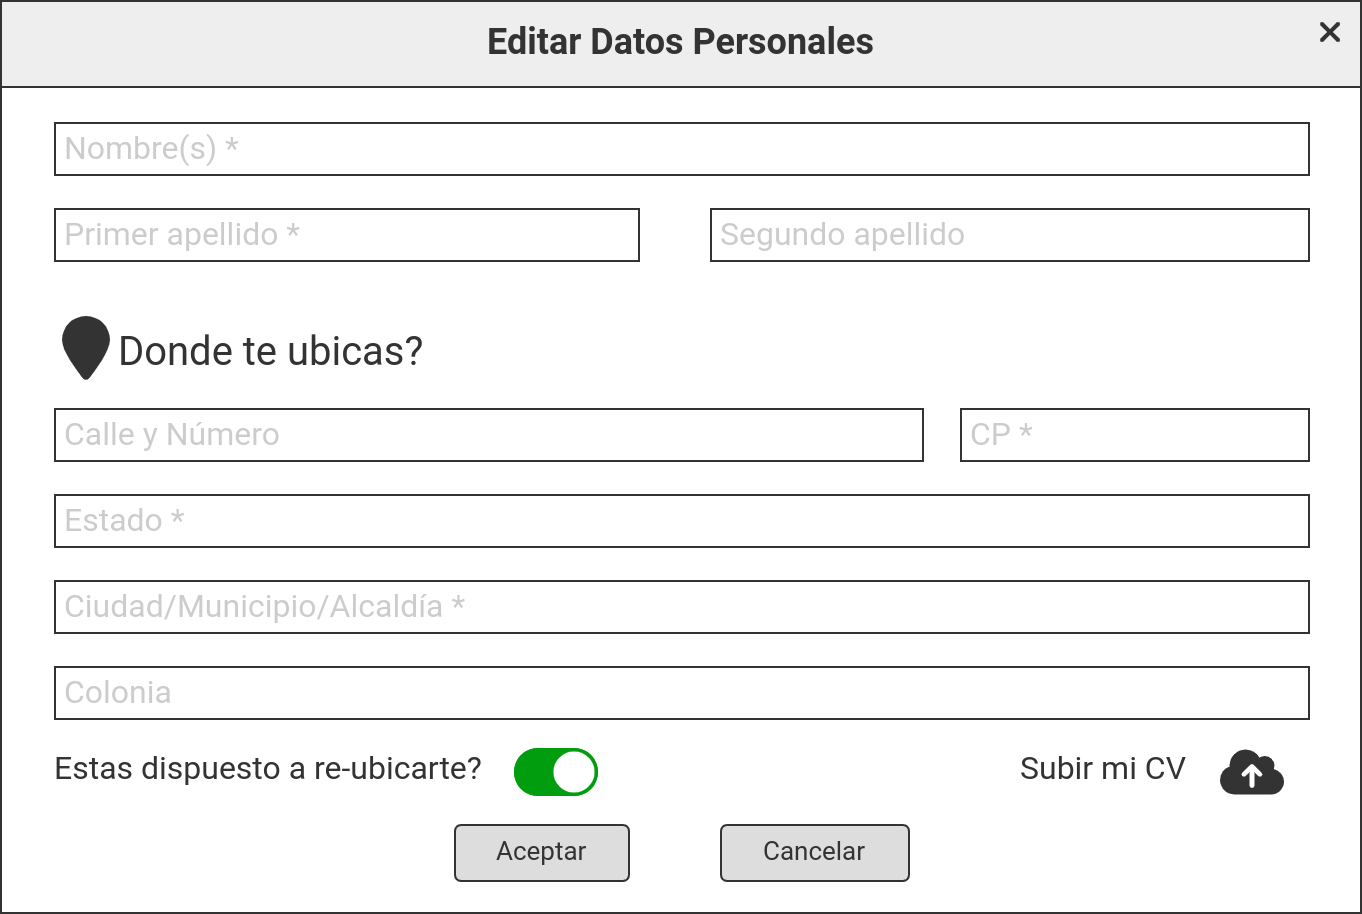 Editar Datos Personales
Nombre(s) *
Primer apellido *
Segundo apellido
Donde te ubicas?
Calle y Número
CP *
Estado *
Ciudad/Municipio/Alcaldía *
Colonia
Estas dispuesto a re-ubicarte?
Subir mi CV
Aceptar
Cancelar